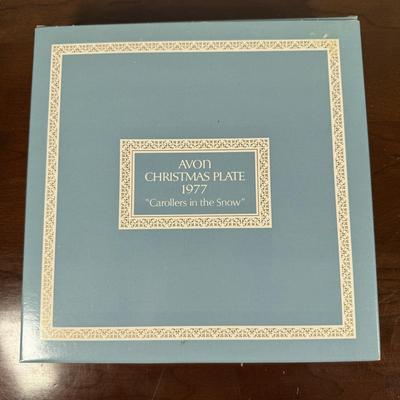 AVON
CHRISTMAS PLATE
1977
"Carollers in the Snow"